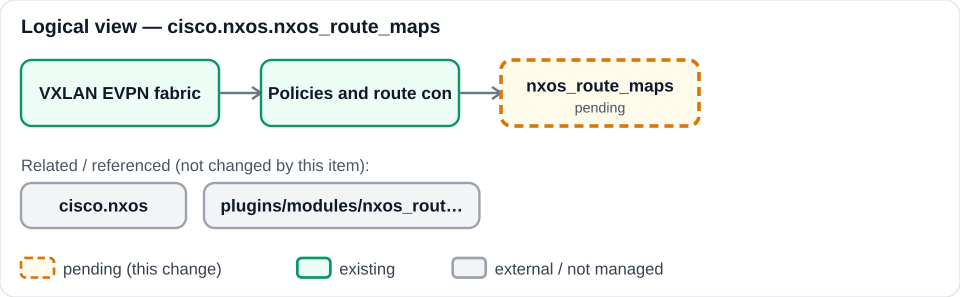 Logical view — cisco.nxos.nxos_route_maps
VXLAN EVPN fabric
Policies and route con
nxos_route_maps
pending
Related / referenced (not changed by this item):
cisco.nxos
plugins/modules/nxos_rout…
pending (this change)
existing
external / not managed